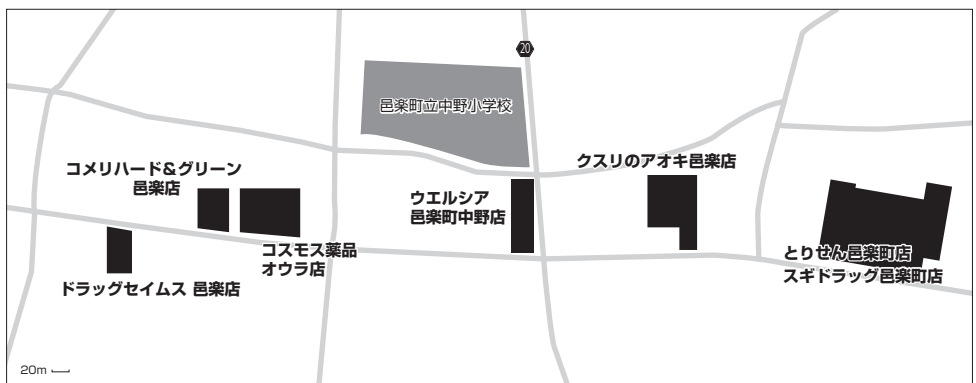 20
邑楽町立中野小学校
コメリハード&グリーン
邑楽店
クスリのアオキ邑楽店
ウエルシア
邑楽町中野店
コスモス薬品
オウラ店
とりせん邑楽町店
スギドラッグ邑楽町店
ドラッグセイムス 邑楽店
20m